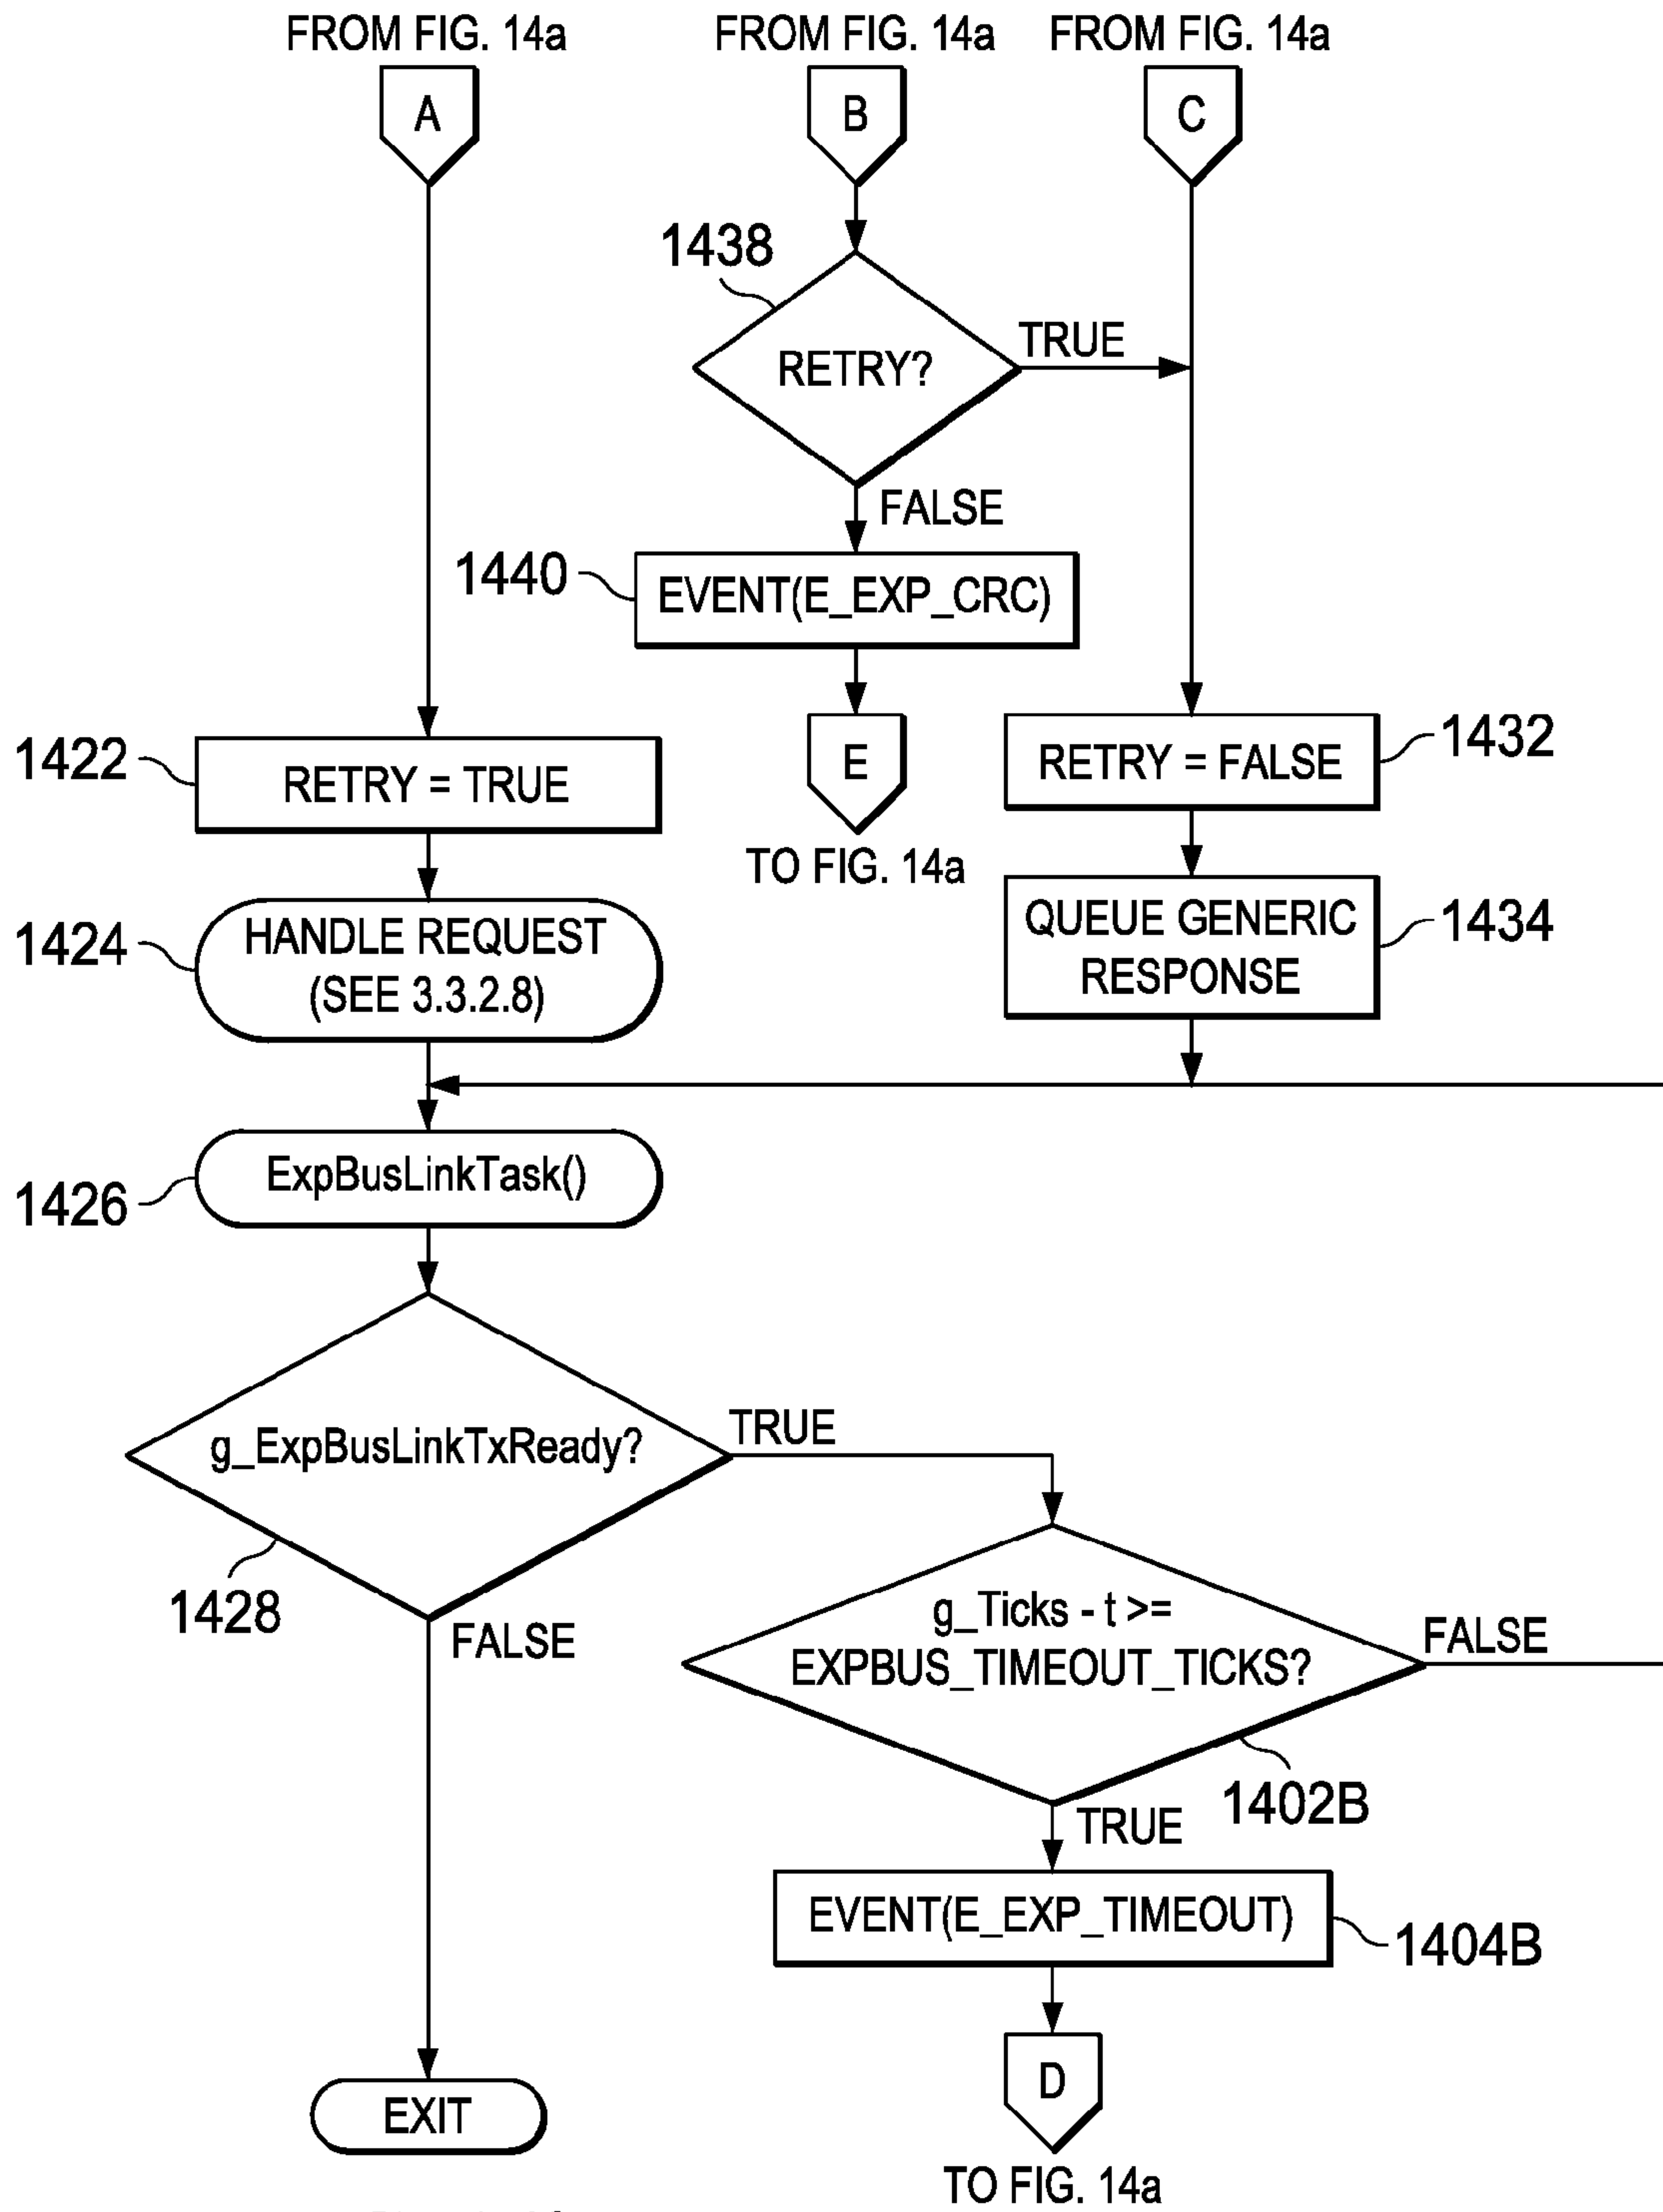 FROM FIG. 14a
FROM FIG. 14a
FROM FIG. 14a
A
B
C
1438
RETRY?
TRUE
FALSE
1440
EVENT(E_EXP_CRC)
E
TO FIG. 14a
1422
RETRY = TRUE
RETRY = FALSE
1432
1424
HANDLE REQUEST
(SEE 3.3.2.8)
QUEUE GENERIC
RESPONSE
1434
ExpBusLinkTask()
1426
g_ExpBusLinkTxReady?
TRUE
1428
FALSE
g_Ticks - t >=
EXPBUS_TIMEOUT_TICKS?
FALSE
1402B
TRUE
EVENT(E_EXP_TIMEOUT)
1404B
D
TO FIG. 14a
EXIT